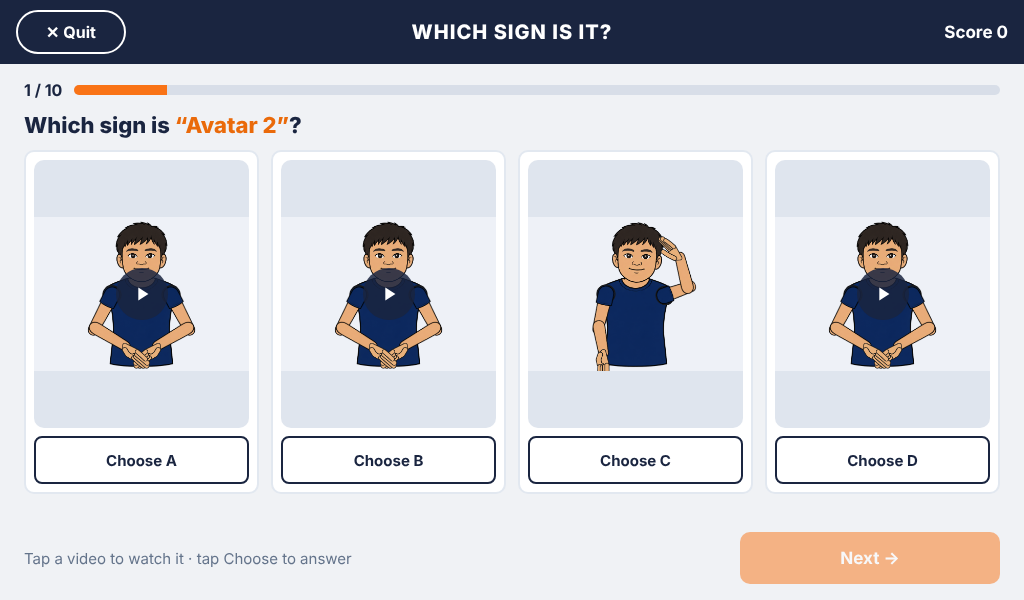 ✕ Quit
WHICH SIGN IS IT?
Score 0
1 / 10
Which sign is “Avatar 2”?
Choose A
Choose B
Choose C
Choose D
Tap a video to watch it · tap Choose to answer
Next →